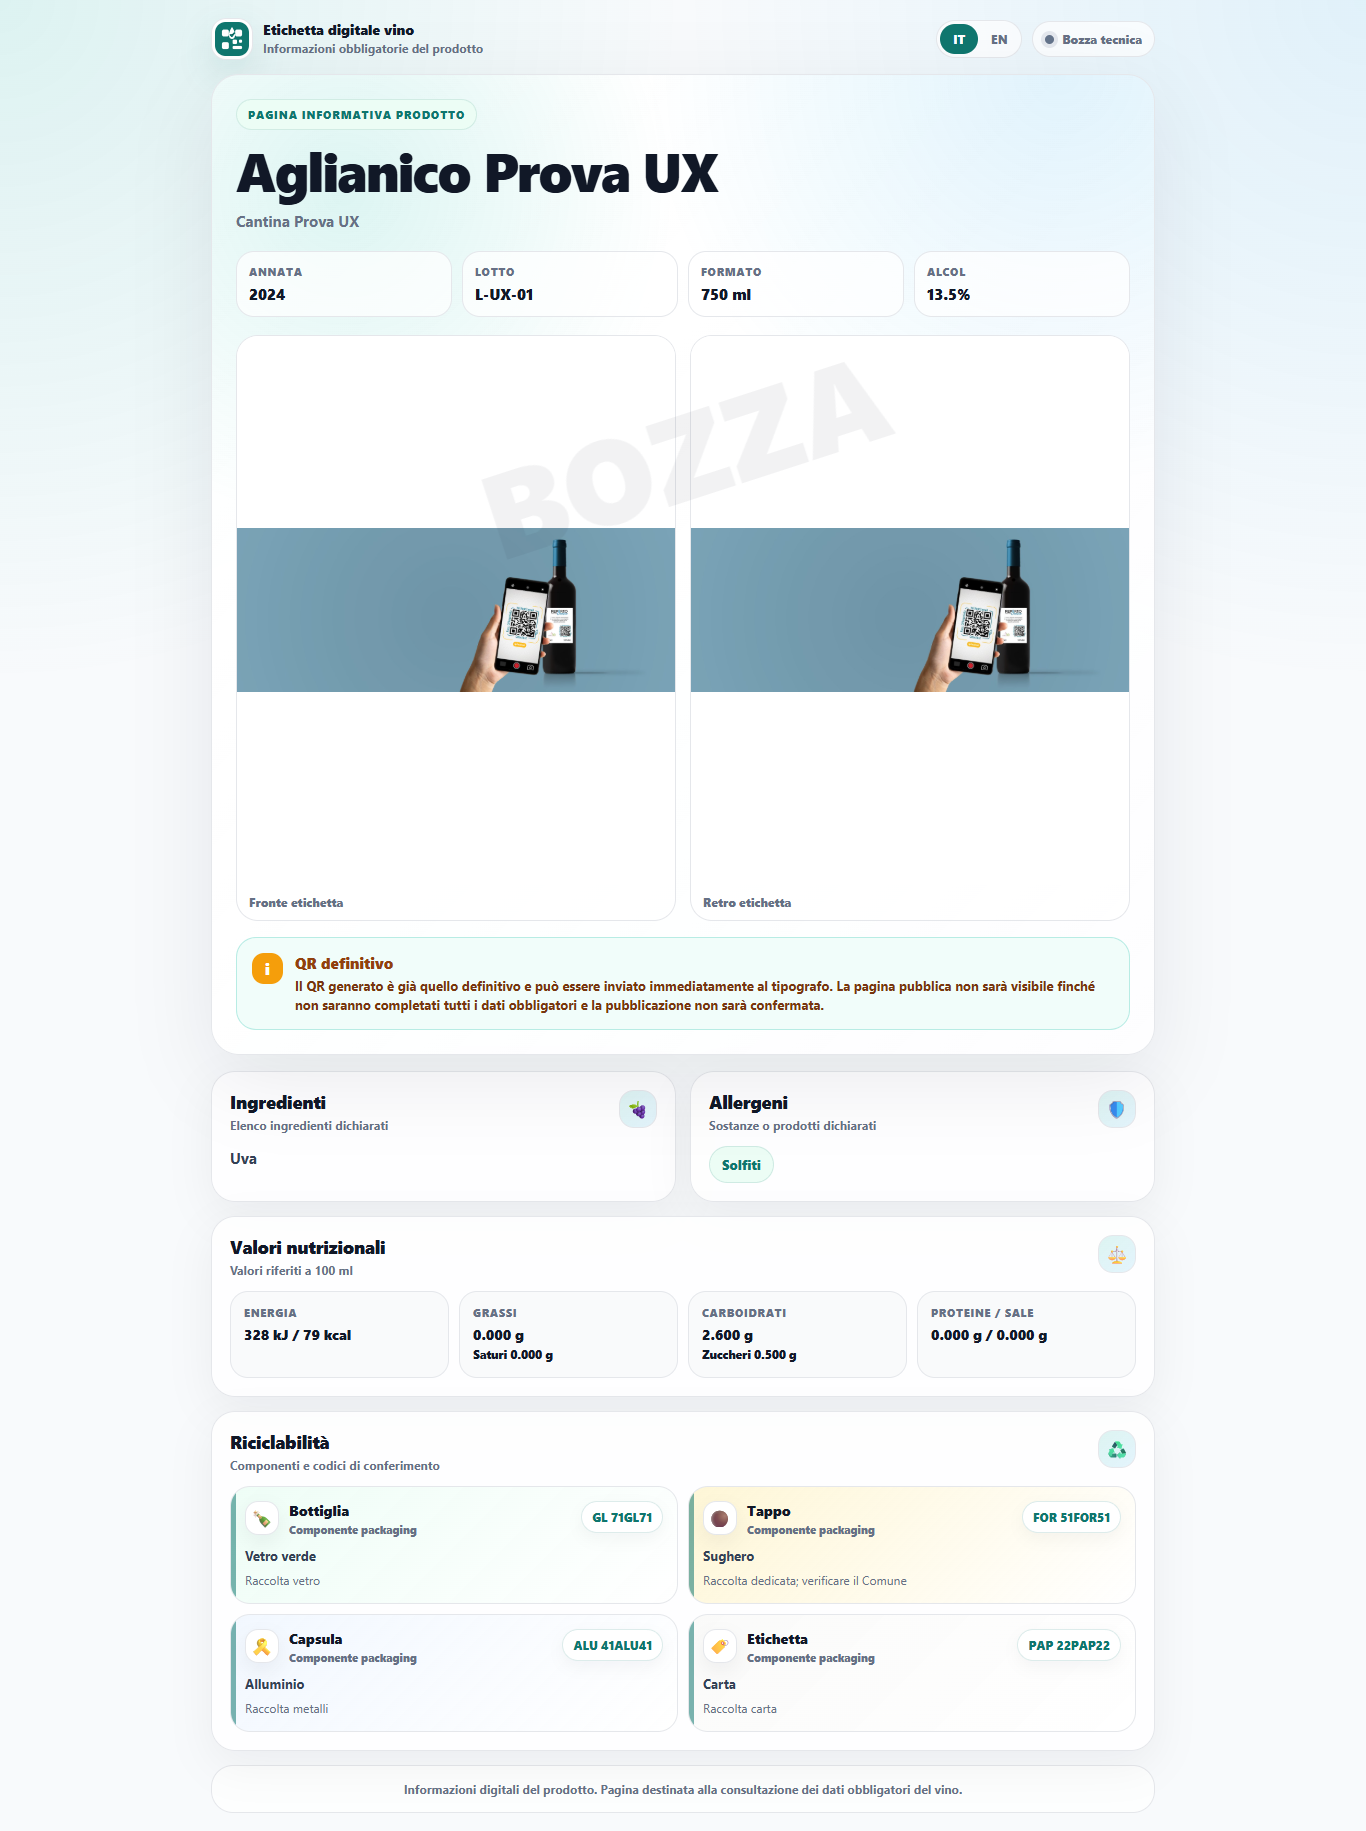 Etichetta digitale vino
Informazioni obbligatorie del prodotto
IT EN
Bozza tecnica
PAGINA INFORMATIVA PRODOTTO
Aglianico Prova UX
Cantina Prova UX
ANNATA
2024
LOTTO
L-UX-01
FORMATO
750 ml
ALCOL
13.5%
BOZZA
Fronte etichetta
Retro etichetta
i
QR definitivo
Il QR generato è già quello definitivo e può essere inviato immediatamente al tipografo. La pagina pubblica non sarà visibile finché
non saranno completati tutti i dati obbligatori e la pubblicazione non sarà confermata.
Ingredienti
Elenco ingredienti dichiarati
Uva
Allergeni
Sostanze o prodotti dichiarati
Solfiti
Valori nutrizionali
Valori riferiti a 100 ml
ENERGIA
328 kJ / 79 kcal
GRASSI
0.000 g
Saturi 0.000 g
CARBOIDRATI
2.600 g
Zuccheri 0.500 g
PROTEINE / SALE
0.000 g / 0.000 g
Riciclabilità
Componenti e codici di conferimento
Bottiglia
Componente packaging
GL 71GL71
Vetro verde
Raccolta vetro
Tappo
Componente packaging
FOR 51FOR51
Sughero
Raccolta dedicata; verificare il Comune
Capsula
Componente packaging
ALU 41ALU41
Alluminio
Raccolta metalli
Etichetta
Componente packaging
PAP 22PAP22
Carta
Raccolta carta
Informazioni digitali del prodotto. Pagina destinata alla consultazione dei dati obbligatori del vino.